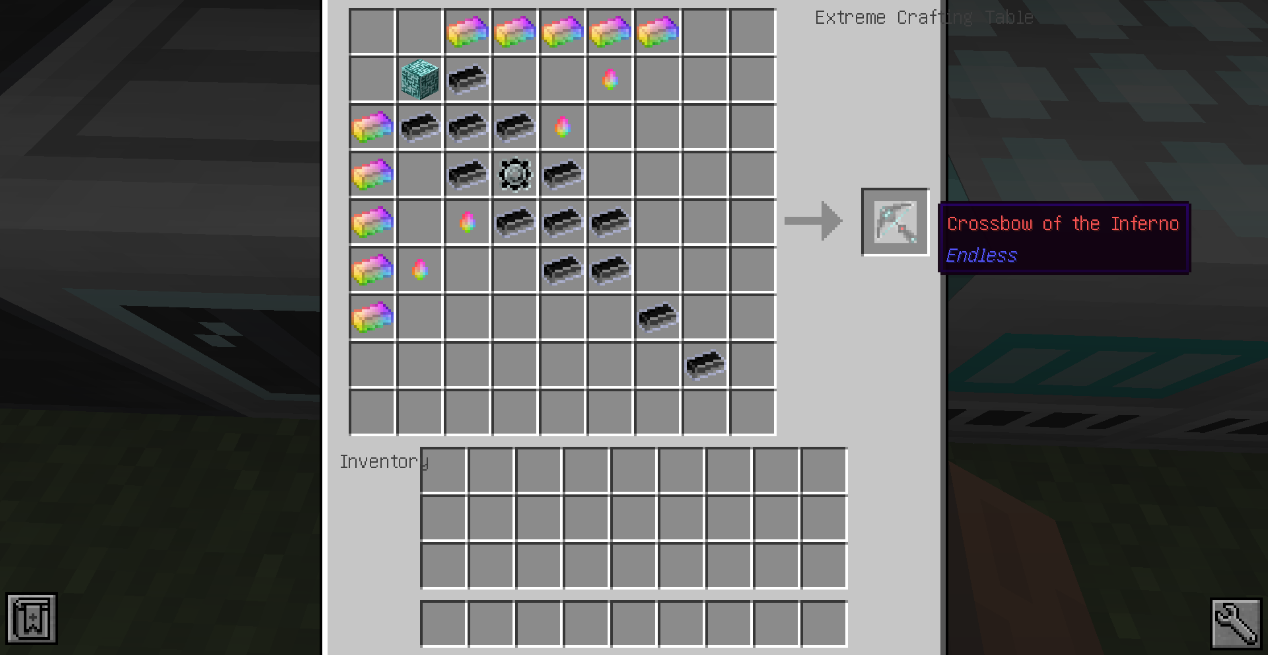 Extreme Crafting Table
Crossbow of the Inferno
Endless
Inventory